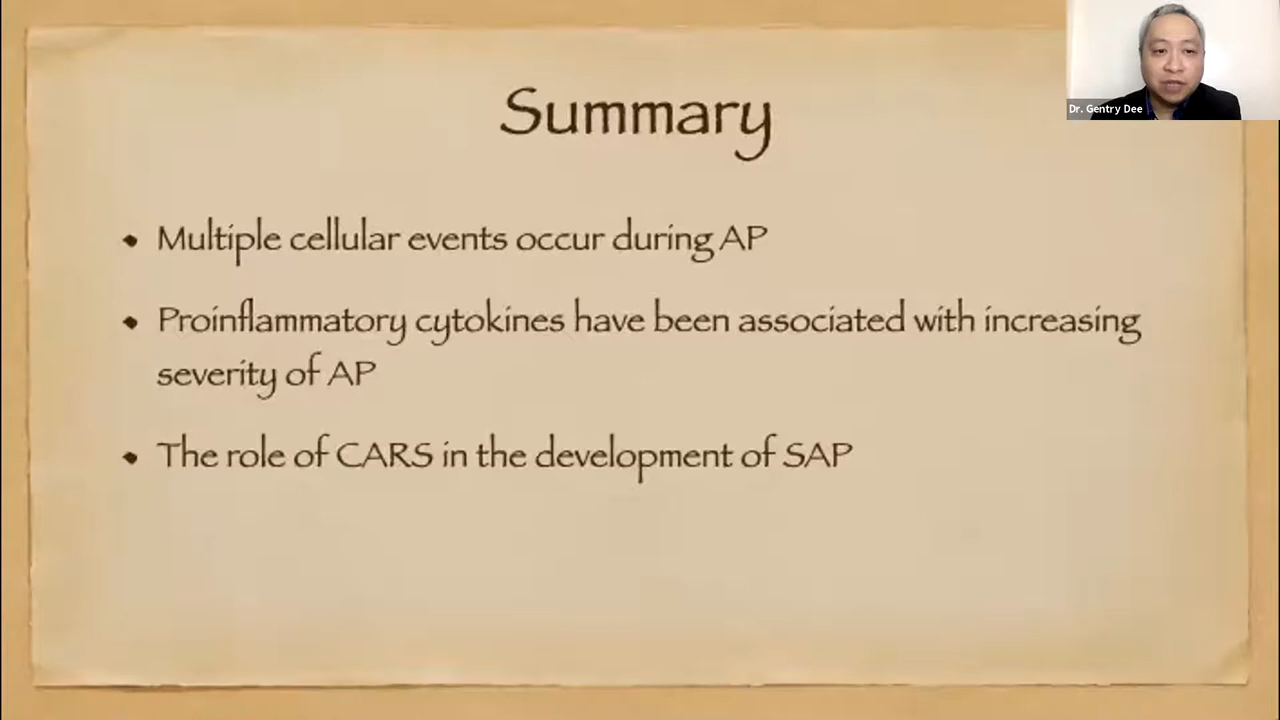 Summary
• Multiple cellular events occur during AP
• Proinflammatory cytokines have been associated with increasing
severity of AP
• The role of CARS in the development of SAP
Dr. Gentry Dee